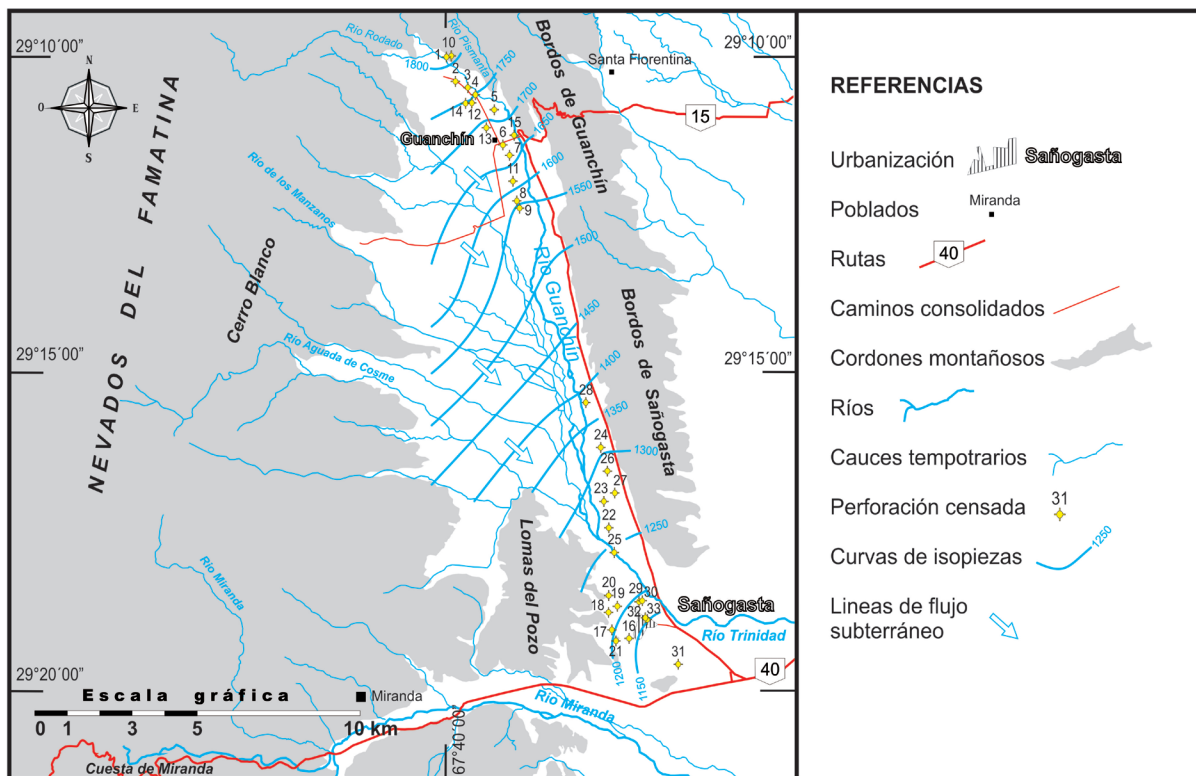 29°10´00”
29°10´00”
Río Rodado
Río Pismanta
Bordos de Guanchín
Santa Florentina
N
O
E
S
1
10
2
3
4
5
14
12
13
15
6
7
11
8
9
1800
1750
1700
1650
1600
1550
1500
1450
1400
1350
1300
1250
1200
1150
Guanchín
15
NEVADOS DEL FAMATINA
Río de los Manzanos
Cerro Blanco
Río Guanchín
Bordos de Sañogasta
Río Aguada de Cosme
29°15´00”
29°15´00”
28
24
26
27
23
22
25
Lomas del Pozo
20
19
18
17
21
16
29
30
32
33
31
Sañogasta
Río Trinidad
Río Miranda
29°20´00”
29°20´00”
40
Escala gráfica
0 1 3 5 10 km
Miranda
Río Miranda
Cuesta de Miranda
67°40´00”
REFERENCIAS
Urbanización Sañogasta
Poblados Miranda
Rutas 40
Caminos consolidados
Cordones montañosos
Ríos
Cauces tempotrarios
Perforación censada 31
Curvas de isopiezas 1250
Lineas de flujo
subterráneo